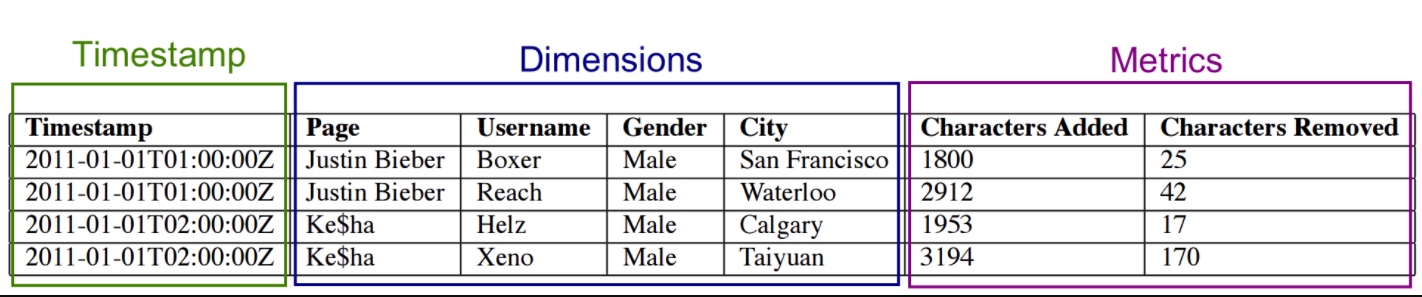 Timestamp Dimensions Metrics
Timestamp Page Username Gender City Characters Added Characters Removed
2011-01-01T01:00:00Z Justin Bieber Boxer Male San Francisco 1800 25
2011-01-01T01:00:00Z Justin Bieber Reach Male Waterloo 2912 42
2011-01-01T02:00:00Z Ke$ha Helz Male Calgary 1953 17
2011-01-01T02:00:00Z Ke$ha Xeno Male Taiyuan 3194 170